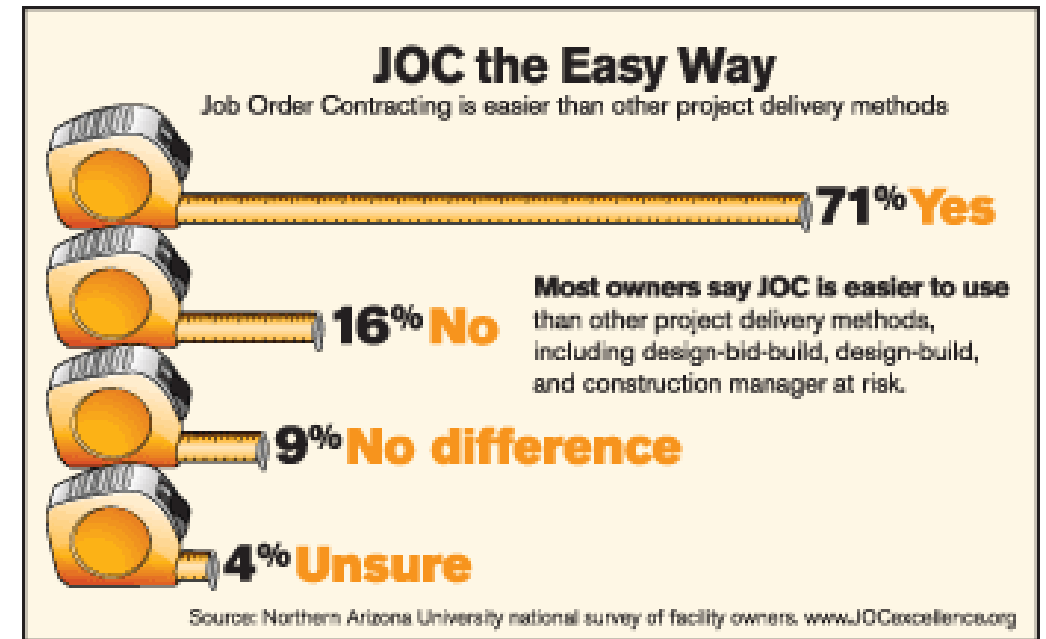 JOC the Easy Way
Job Order Contracting is easier than other project delivery methods
71% Yes
16% No
Most owners say JOC is easier to use
than other project delivery methods,
including design-bid-build, design-build,
and construction manager at risk.
9% No difference
4% Unsure
Source: Northern Arizona University national survey of facility owners. www.JOCexcellence.org